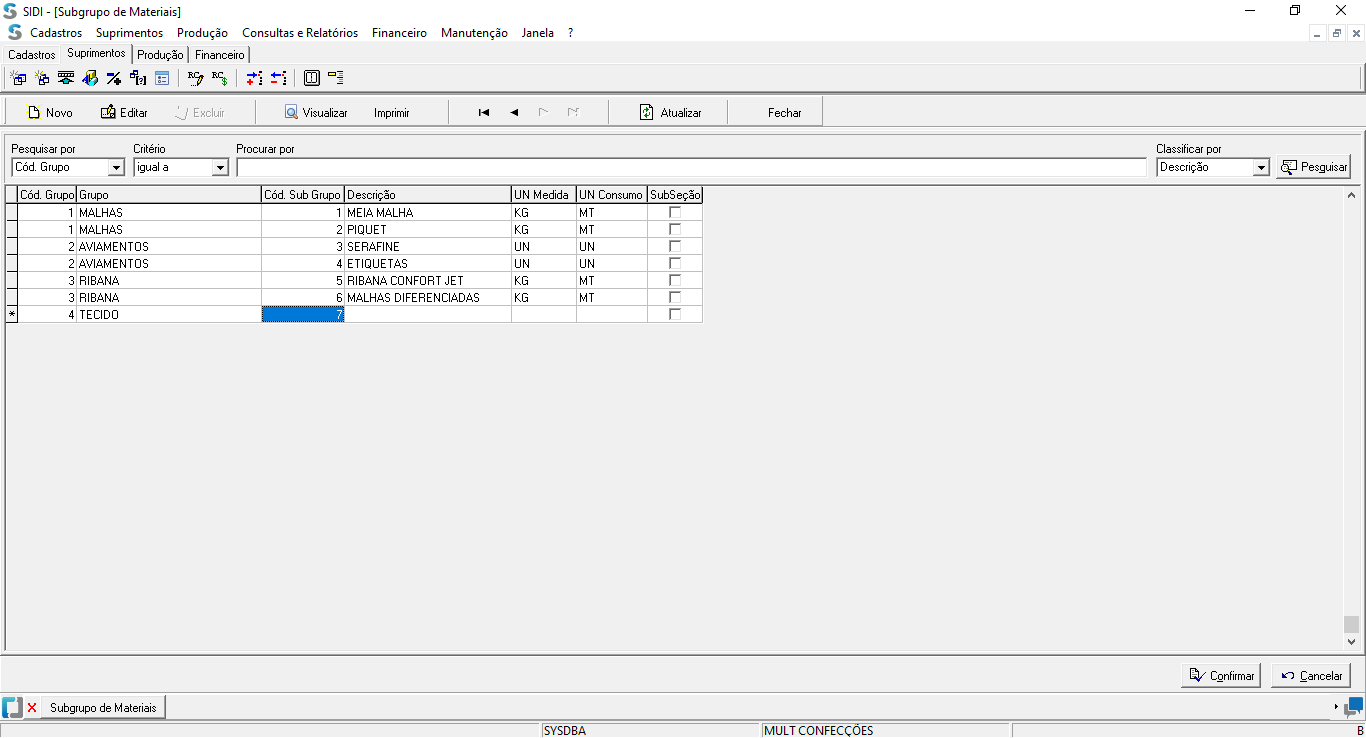 SIDI - [Subgrupo de Materiais]
Cadastros Suprimentos Produção Consultas e Relatórios Financeiro Manutenção Janela ?
Cadastros Suprimentos Produção Financeiro
Novo Editar Excluir Visualizar Imprimir Atualizar Fechar
Pesquisar por Critério Procurar por Classificar por
Cód. Grupo igual a Descrição Pesquisar
Cód. Grupo Grupo Cód. Sub Grupo Descrição UN Medida UN Consumo SubSeção
1 MALHAS 1 MEIA MALHA KG MT
1 MALHAS 2 PIQUET KG MT
2 AVIAMENTOS 3 SERAFINE UN UN
2 AVIAMENTOS 4 ETIQUETAS UN UN
3 RIBANA 5 RIBANA CONFORT JET KG MT
3 RIBANA 6 MALHAS DIFERENCIADAS KG MT
* 4 TECIDO 7
Confirmar Cancelar
Subgrupo de Materiais
SYSDBA MULT CONFECÇÕES B